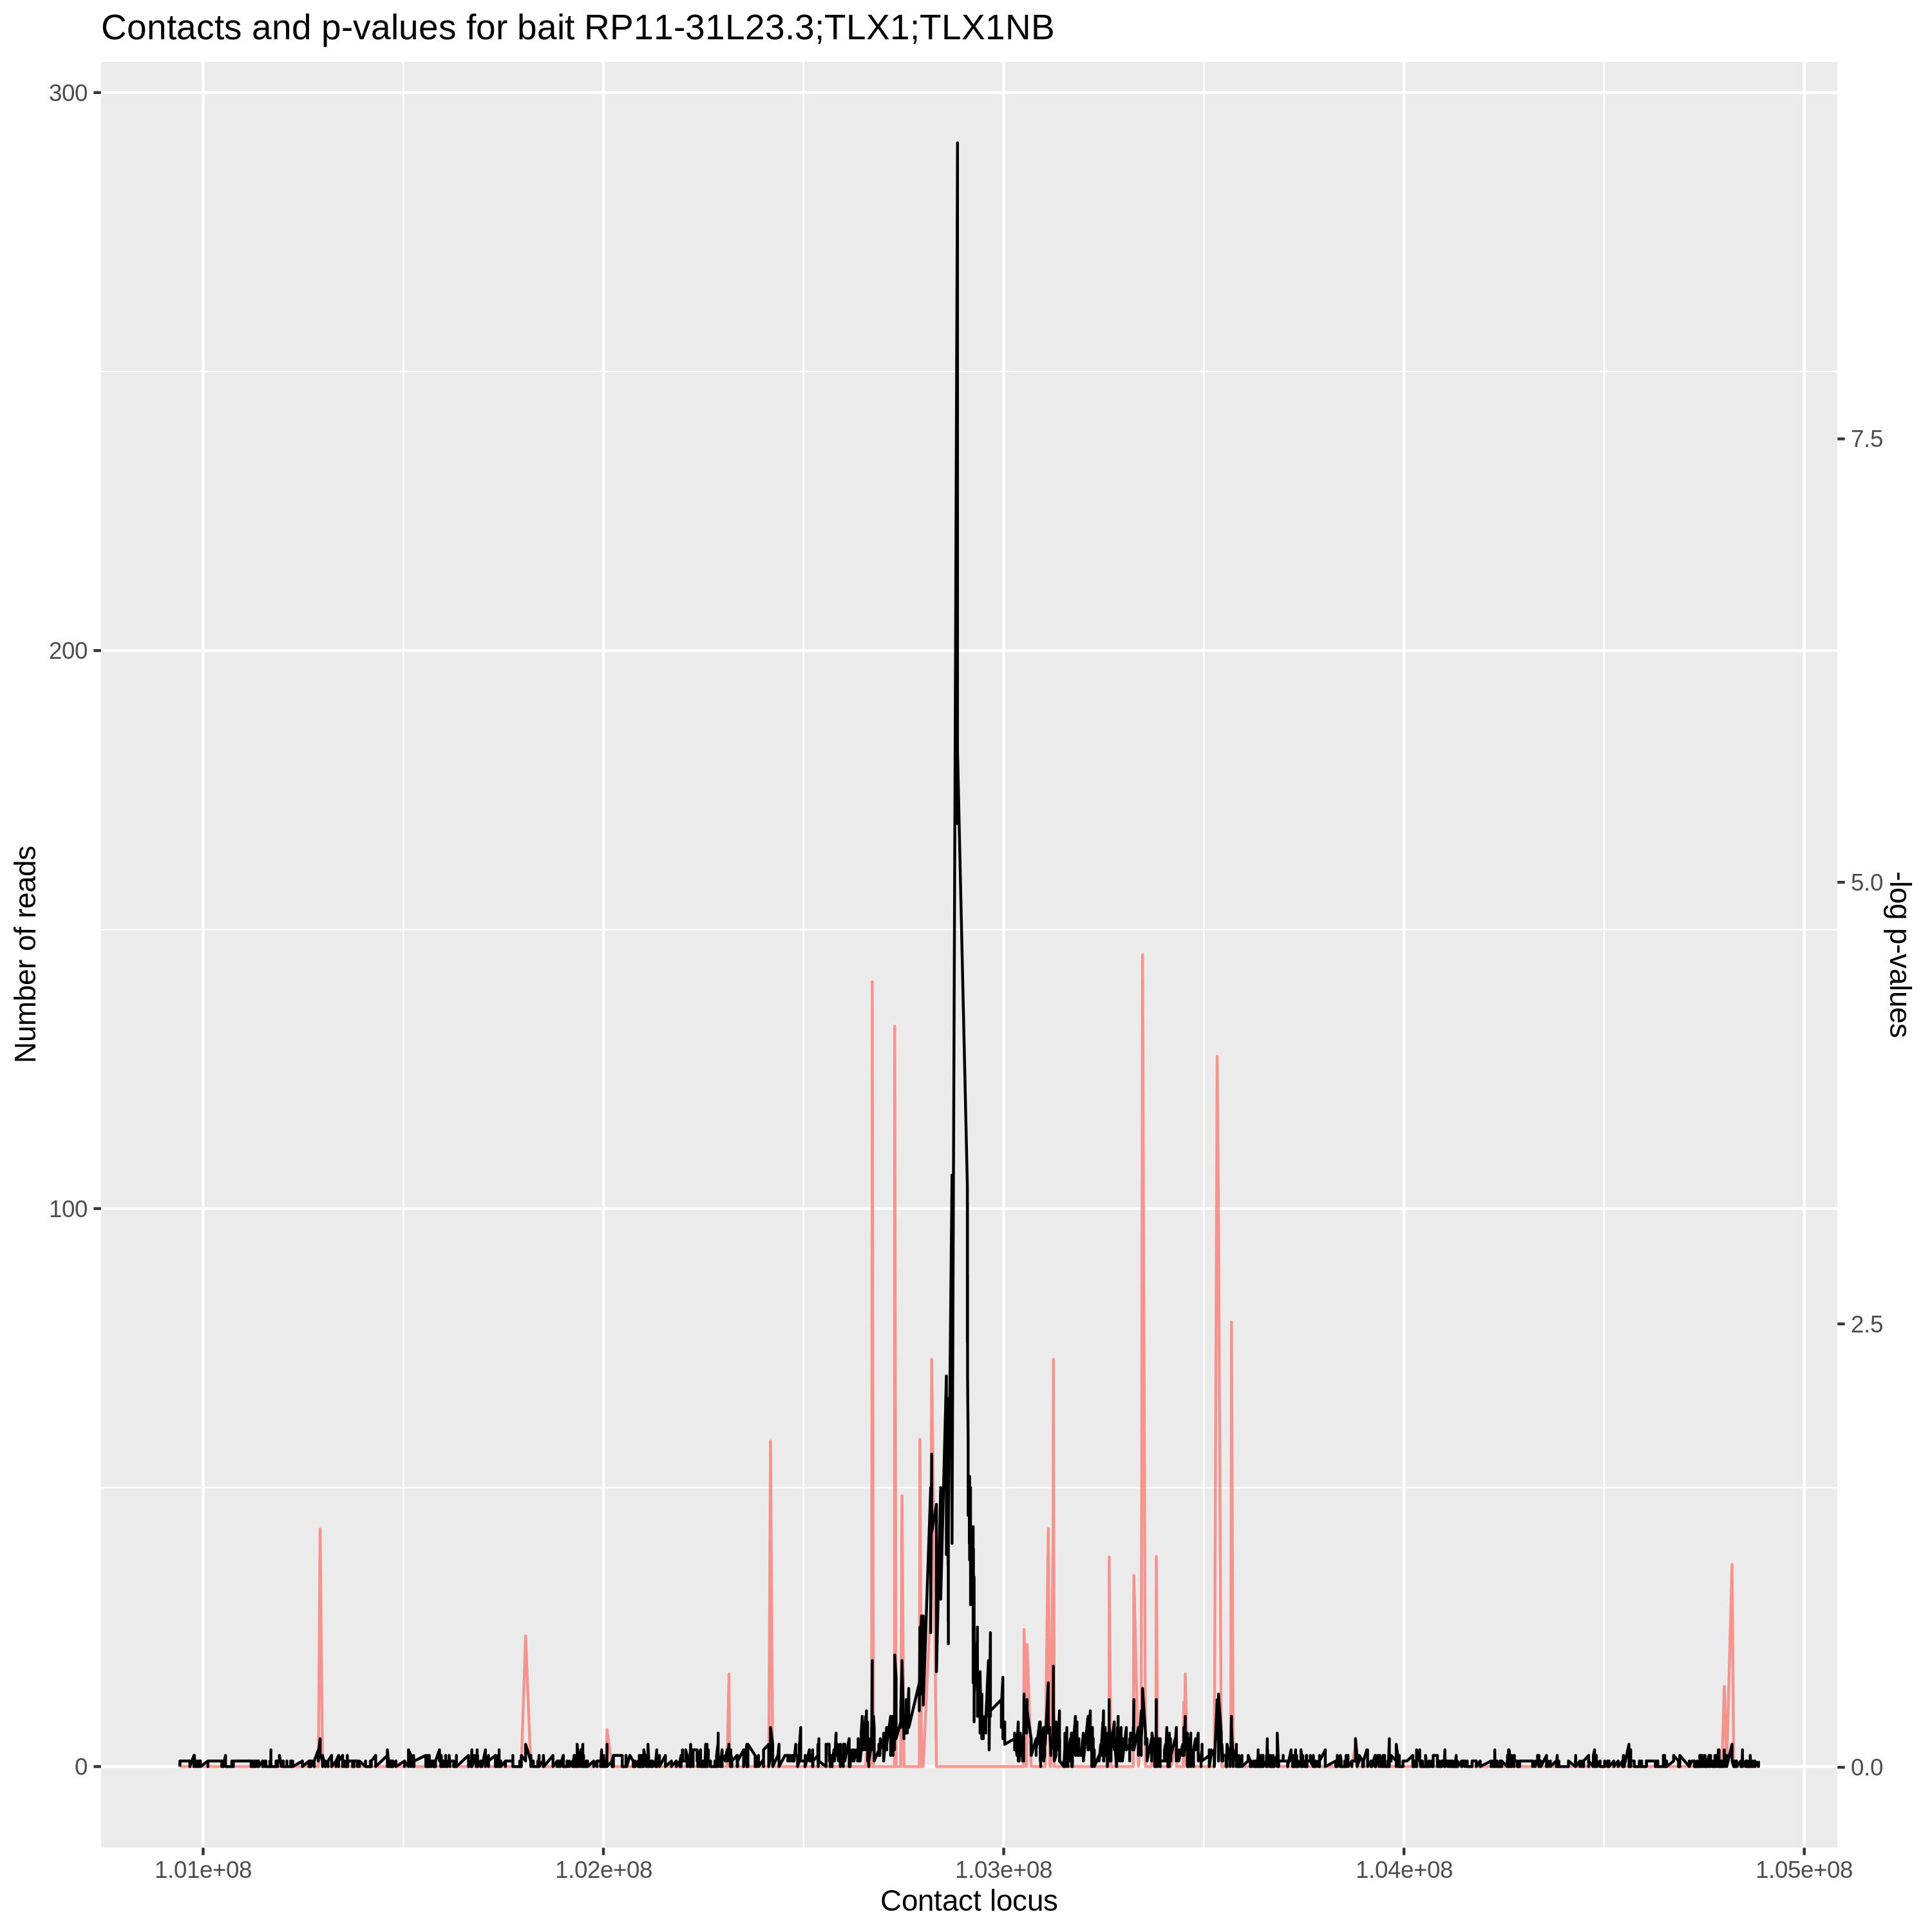 Contacts and p-values for bait RP11-31L23.3;TLX1;TLX1NB
300
200
100
0
Number of reads
7.5
5.0
2.5
0.0
-log p-values
1.01e+08 1.02e+08 1.03e+08 1.04e+08 1.05e+08
Contact locus